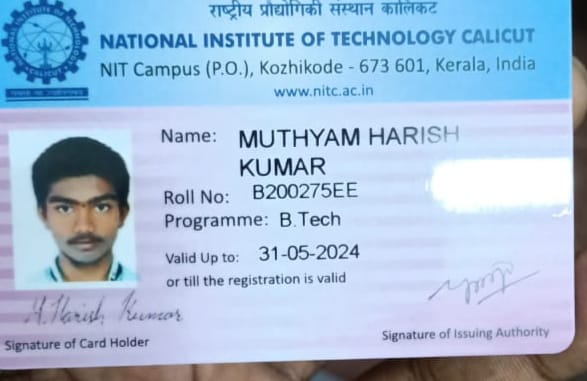 राष्ट्रीय प्रौद्योगिकी संस्थान कालिकट
NATIONAL INSTITUTE OF TECHNOLOGY CALICUT
NIT Campus (P.O.), Kozhikode - 673 601, Kerala, India
www.nitc.ac.in
Name: MUTHYAM HARISH
KUMAR
Roll No: B200275EE
Programme: B.Tech
Valid Up to: 31-05-2024
or till the registration is valid
M. Harish Kumar
Signature of Card Holder
Signature of Issuing Authority